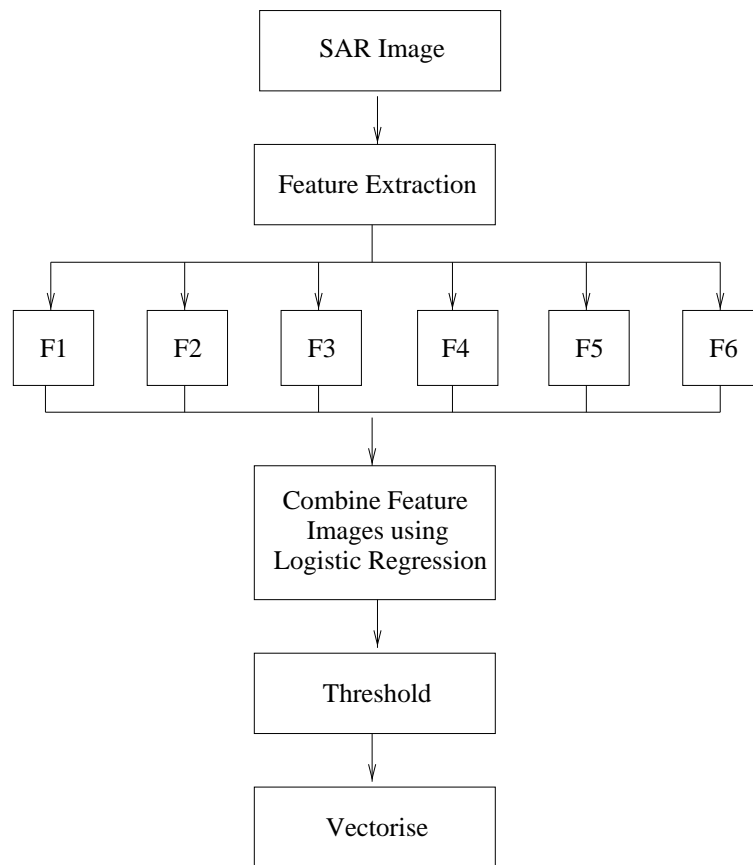 SAR Image
Feature Extraction
F1 F2 F3 F4 F5 F6
Combine Feature
Images using
Logistic Regression
Threshold
Vectorise